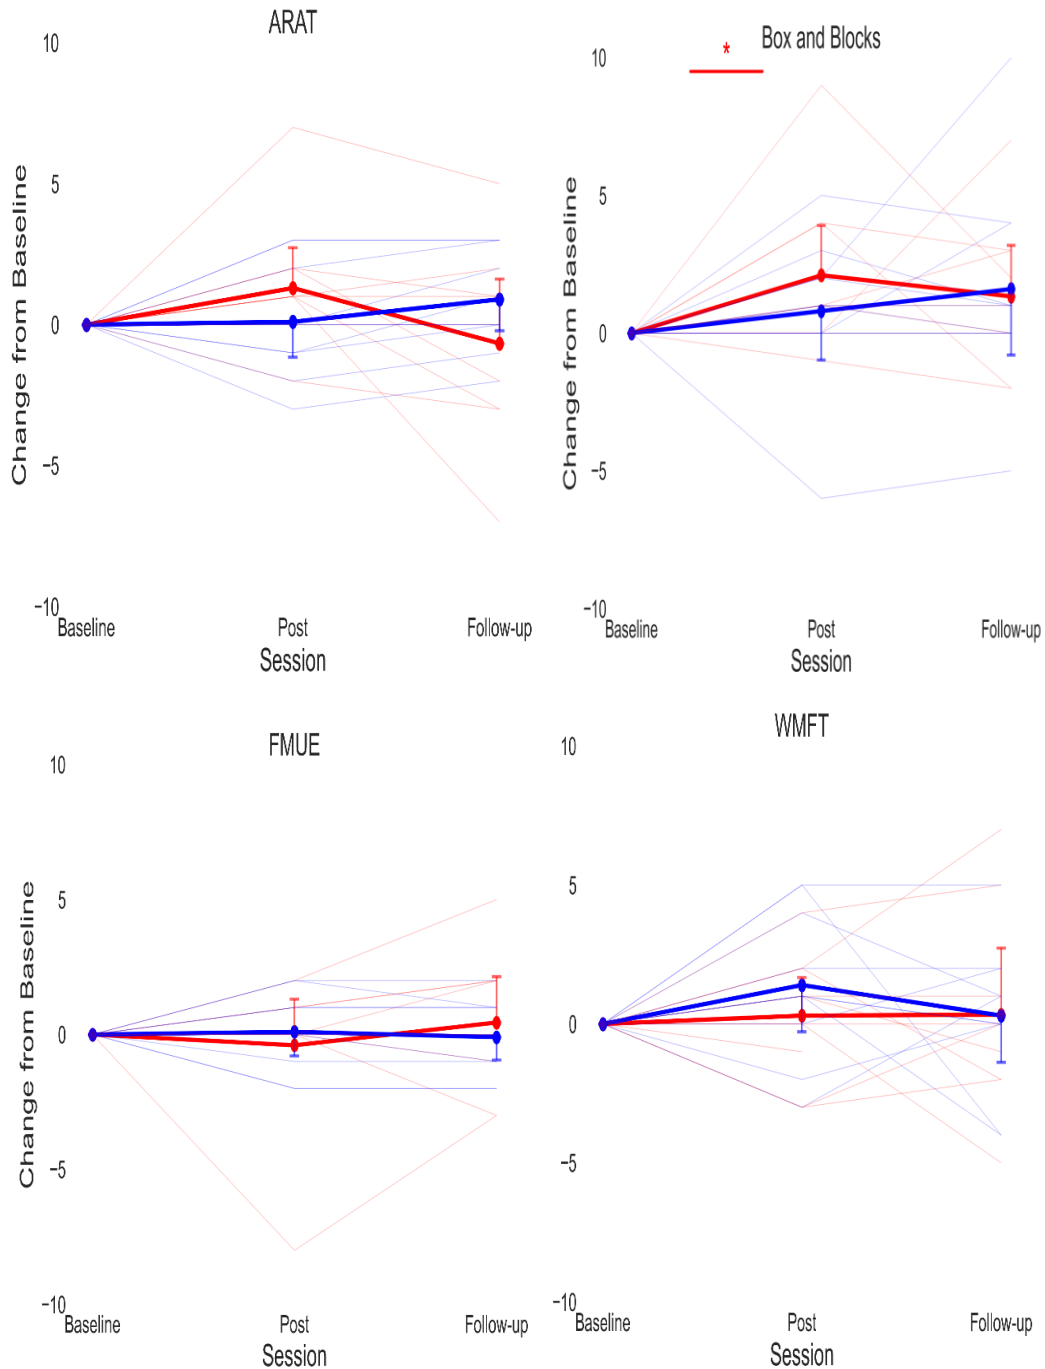 ARAT
10
5
0
−5
−10
Change from Baseline
Baseline Post Follow-up
Session
*
Box and Blocks
10
5
0
−5
−10
Change from Baseline
Baseline Post Follow-up
Session
FMUE
10
5
0
−5
−10
Change from Baseline
Baseline Post Follow-up
Session
WMFT
10
5
0
−5
−10
Baseline Post Follow-up
Session